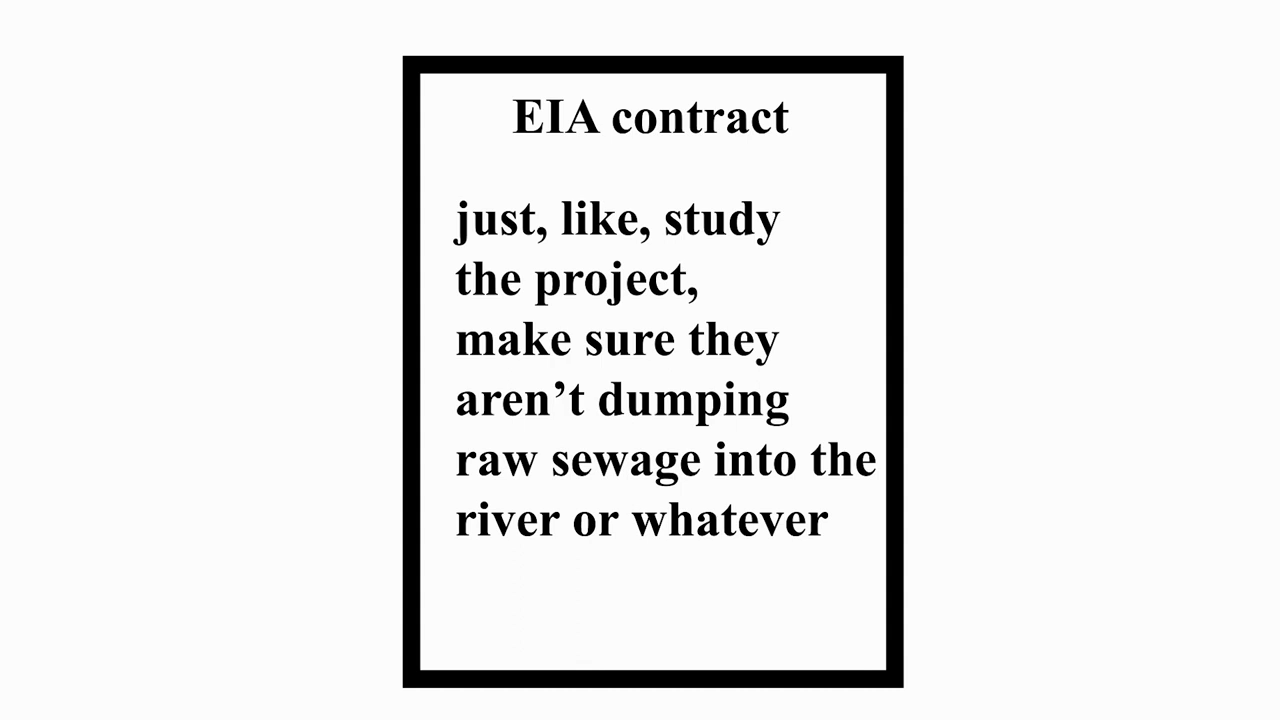 EIA contract
just, like, study
the project,
make sure they
aren’t dumping
raw sewage into the
river or whatever